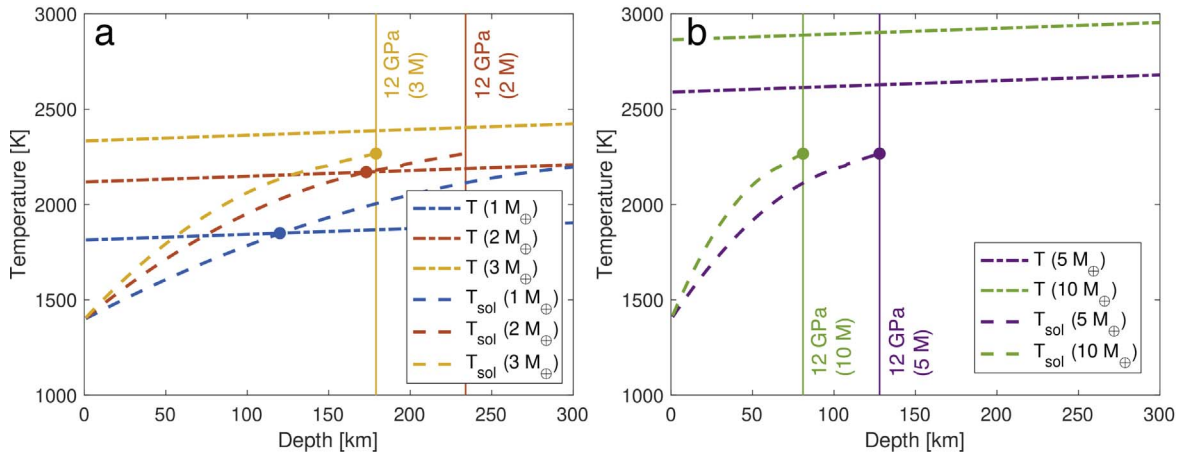 a
3000
2500
2000
1500
1000
Temperature [K]
0
50
100
150
200
250
300
Depth [km]
12 GPa
(3 M)
12 GPa
(2 M)
T (1 M⊕)
T (2 M⊕)
T (3 M⊕)
Tsol (1 M⊕)
Tsol (2 M⊕)
Tsol (3 M⊕)
b
3000
2500
2000
1500
1000
Temperature [K]
0
50
100
150
200
250
300
Depth [km]
12 GPa
(10 M)
12 GPa
(5 M)
T (5 M⊕)
T (10 M⊕)
Tsol (5 M⊕)
Tsol (10 M⊕)